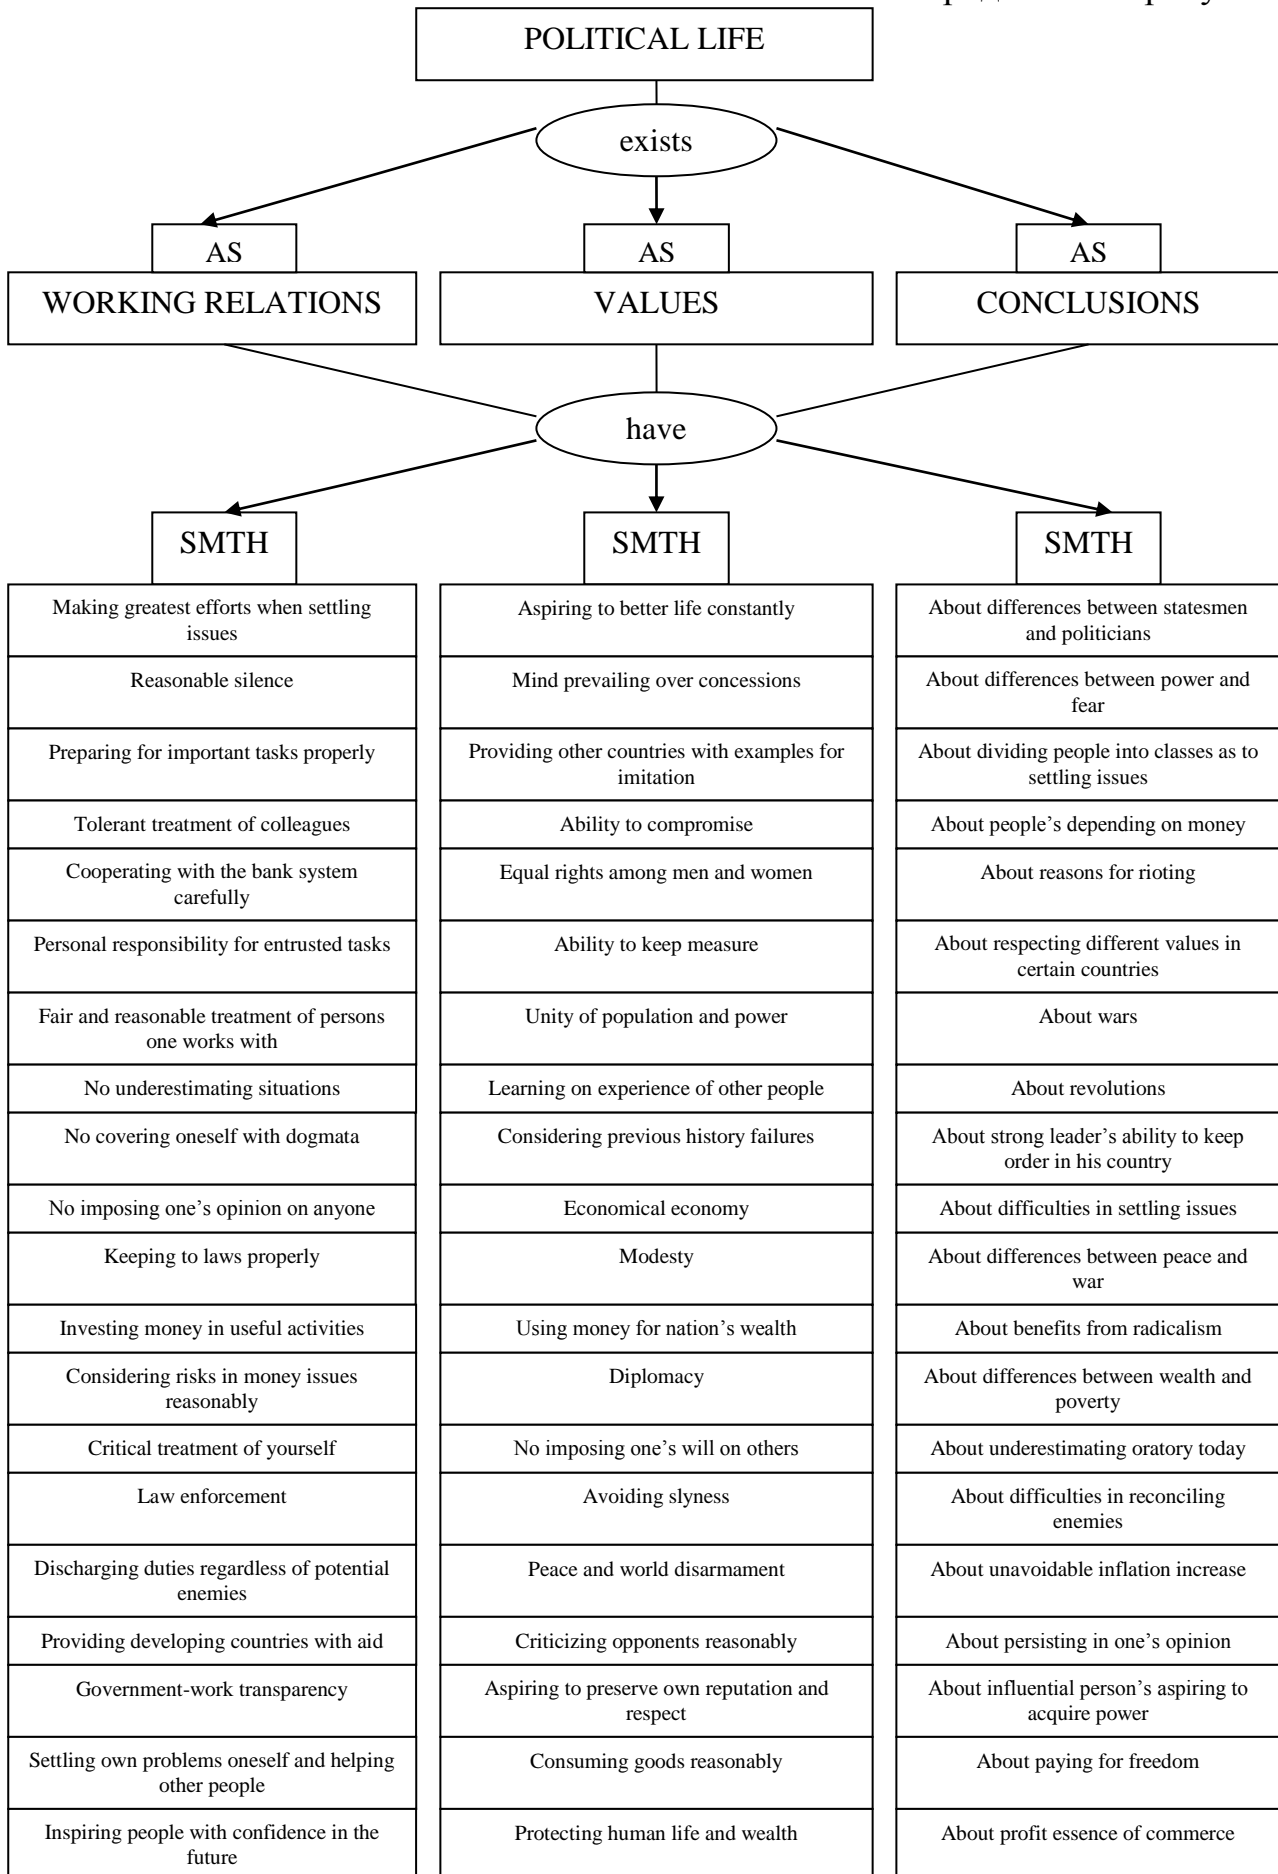 POLITICAL LIFE
exists
AS
AS
AS
WORKING RELATIONS
VALUES
CONCLUSIONS
have
SMTH
SMTH
SMTH
Making greatest efforts when settling
issues
Reasonable silence
Preparing for important tasks properly
Tolerant treatment of colleagues
Cooperating with the bank system
carefully
Personal responsibility for entrusted tasks
Fair and reasonable treatment of persons
one works with
No underestimating situations
No covering oneself with dogmata
No imposing one's opinion on anyone
Keeping to laws properly
Investing money in useful activities
Considering risks in money issues
reasonably
Critical treatment of yourself
Law enforcement
Discharging duties regardless of potential
enemies
Providing developing countries with aid
Government-work transparency
Settling own problems oneself and helping
other people
Inspiring people with confidence in the
future
Aspiring to better life constantly
Mind prevailing over concessions
Providing other countries with examples for
imitation
Ability to compromise
Equal rights among men and women
Ability to keep measure
Unity of population and power
Learning on experience of other people
Considering previous history failures
Economical economy
Modesty
Using money for nation's wealth
Diplomacy
No imposing one's will on others
Avoiding slyness
Peace and world disarmament
Criticizing opponents reasonably
Aspiring to preserve own reputation and
respect
Consuming goods reasonably
Protecting human life and wealth
About differences between statesmen
and politicians
About differences between power and
fear
About dividing people into classes as to
settling issues
About people's depending on money
About reasons for rioting
About respecting different values in
certain countries
About wars
About revolutions
About strong leader's ability to keep
order in his country
About difficulties in settling issues
About differences between peace and
war
About benefits from radicalism
About differences between wealth and
poverty
About underestimating oratory today
About difficulties in reconciling
enemies
About unavoidable inflation increase
About persisting in one's opinion
About influential person's aspiring to
acquire power
About paying for freedom
About profit essence of commerce